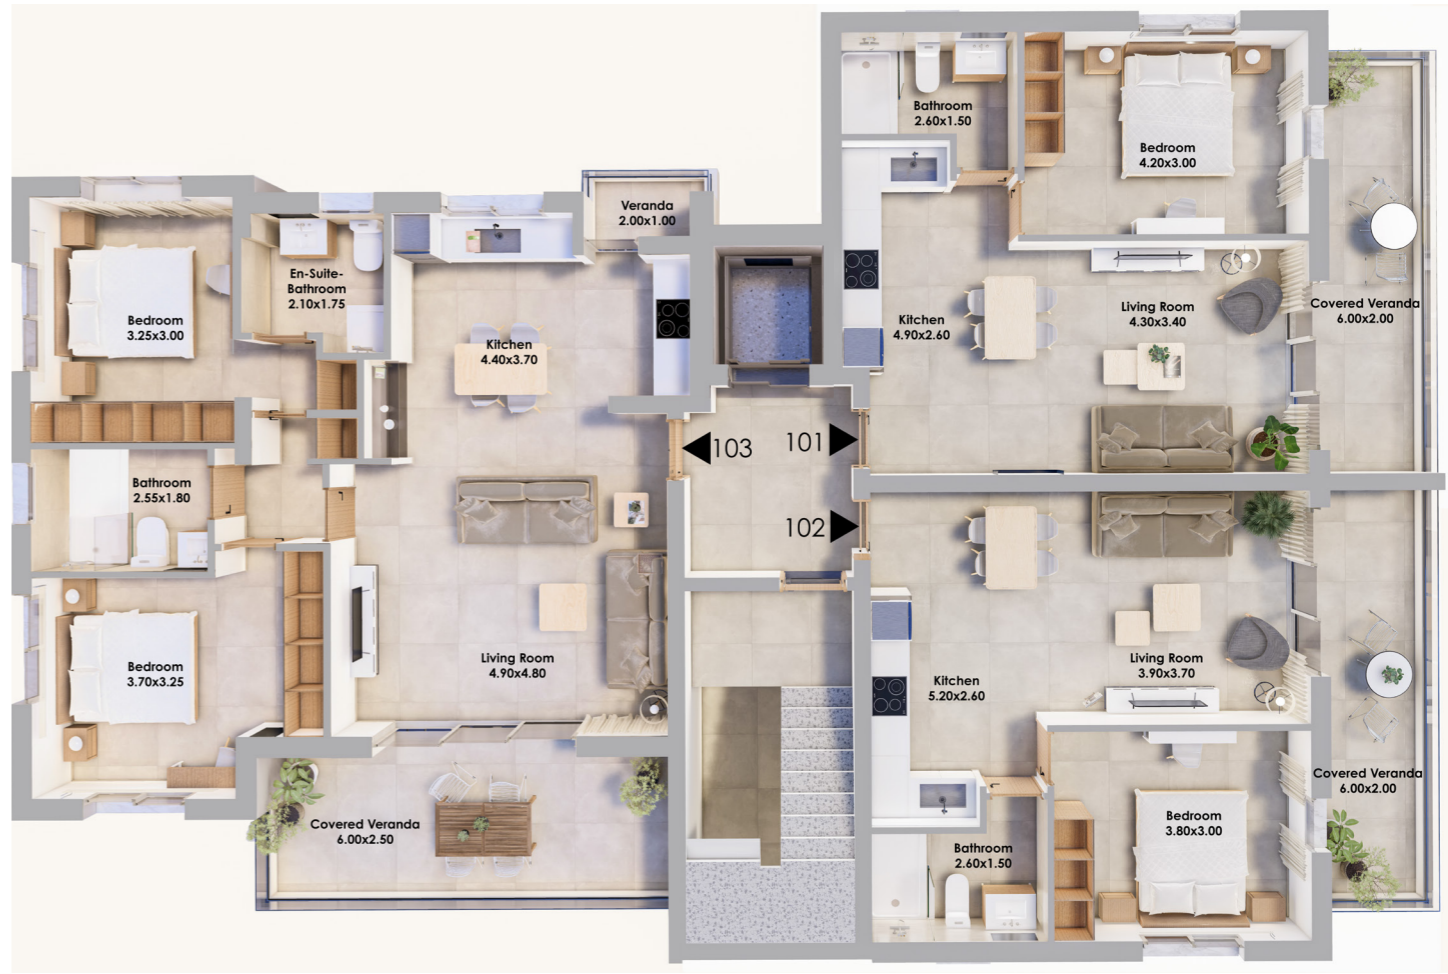 Bathroom
2.60x1.50
Bedroom
4.20x3.00
Veranda
2.00x1.00
En-Suite-
Bathroom
2.10x1.75
Bedroom
3.25x3.00
Kitchen
4.40x3.70
Kitchen
4.90x2.60
Living Room
4.30x3.40
Covered Veranda
6.00x2.00
103
101
102
Bathroom
2.55x1.80
Bedroom
3.70x3.25
Living Room
4.90x4.80
Kitchen
5.20x2.60
Living Room
3.90x3.70
Covered Veranda
6.00x2.00
Covered Veranda
6.00x2.50
Bathroom
2.60x1.50
Bedroom
3.80x3.00